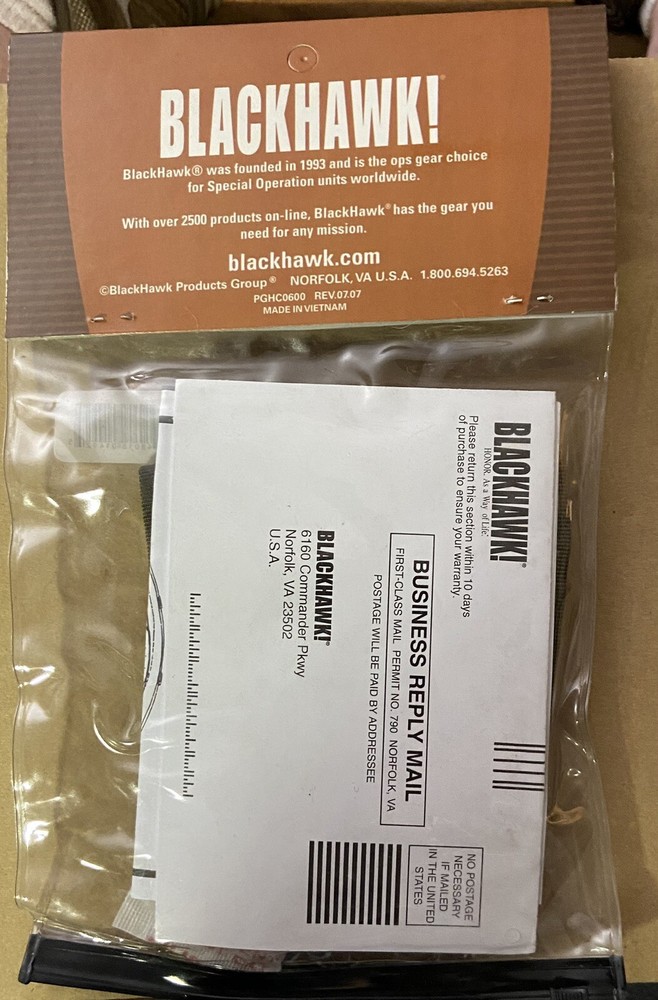 BLACKHAWK!
BlackHawk® was founded in 1993 and is the ops gear choice
for Special Operation units worldwide.
With over 2500 products on-line, BlackHawk® has the gear you
need for any mission.
blackhawk.com
©BlackHawk Products Group® NORFOLK, VA U.S.A. 1.800.694.5263
PGHC0600 REV.07.07
MADE IN VIETNAM
BLACKHAWK!
HONOR. As a Way of Life.
Please return this section within 10 days
of purchase to ensure your warranty.
BUSINESS REPLY MAIL
FIRST-CLASS MAIL PERMIT NO. 790 NORFOLK, VA
POSTAGE WILL BE PAID BY ADDRESSEE
BLACKHAWK!®
6160 Commander Pkwy
Norfolk, VA 23502
U.S.A.
NO POSTAGE
NECESSARY
IF MAILED
IN THE UNITED
STATES